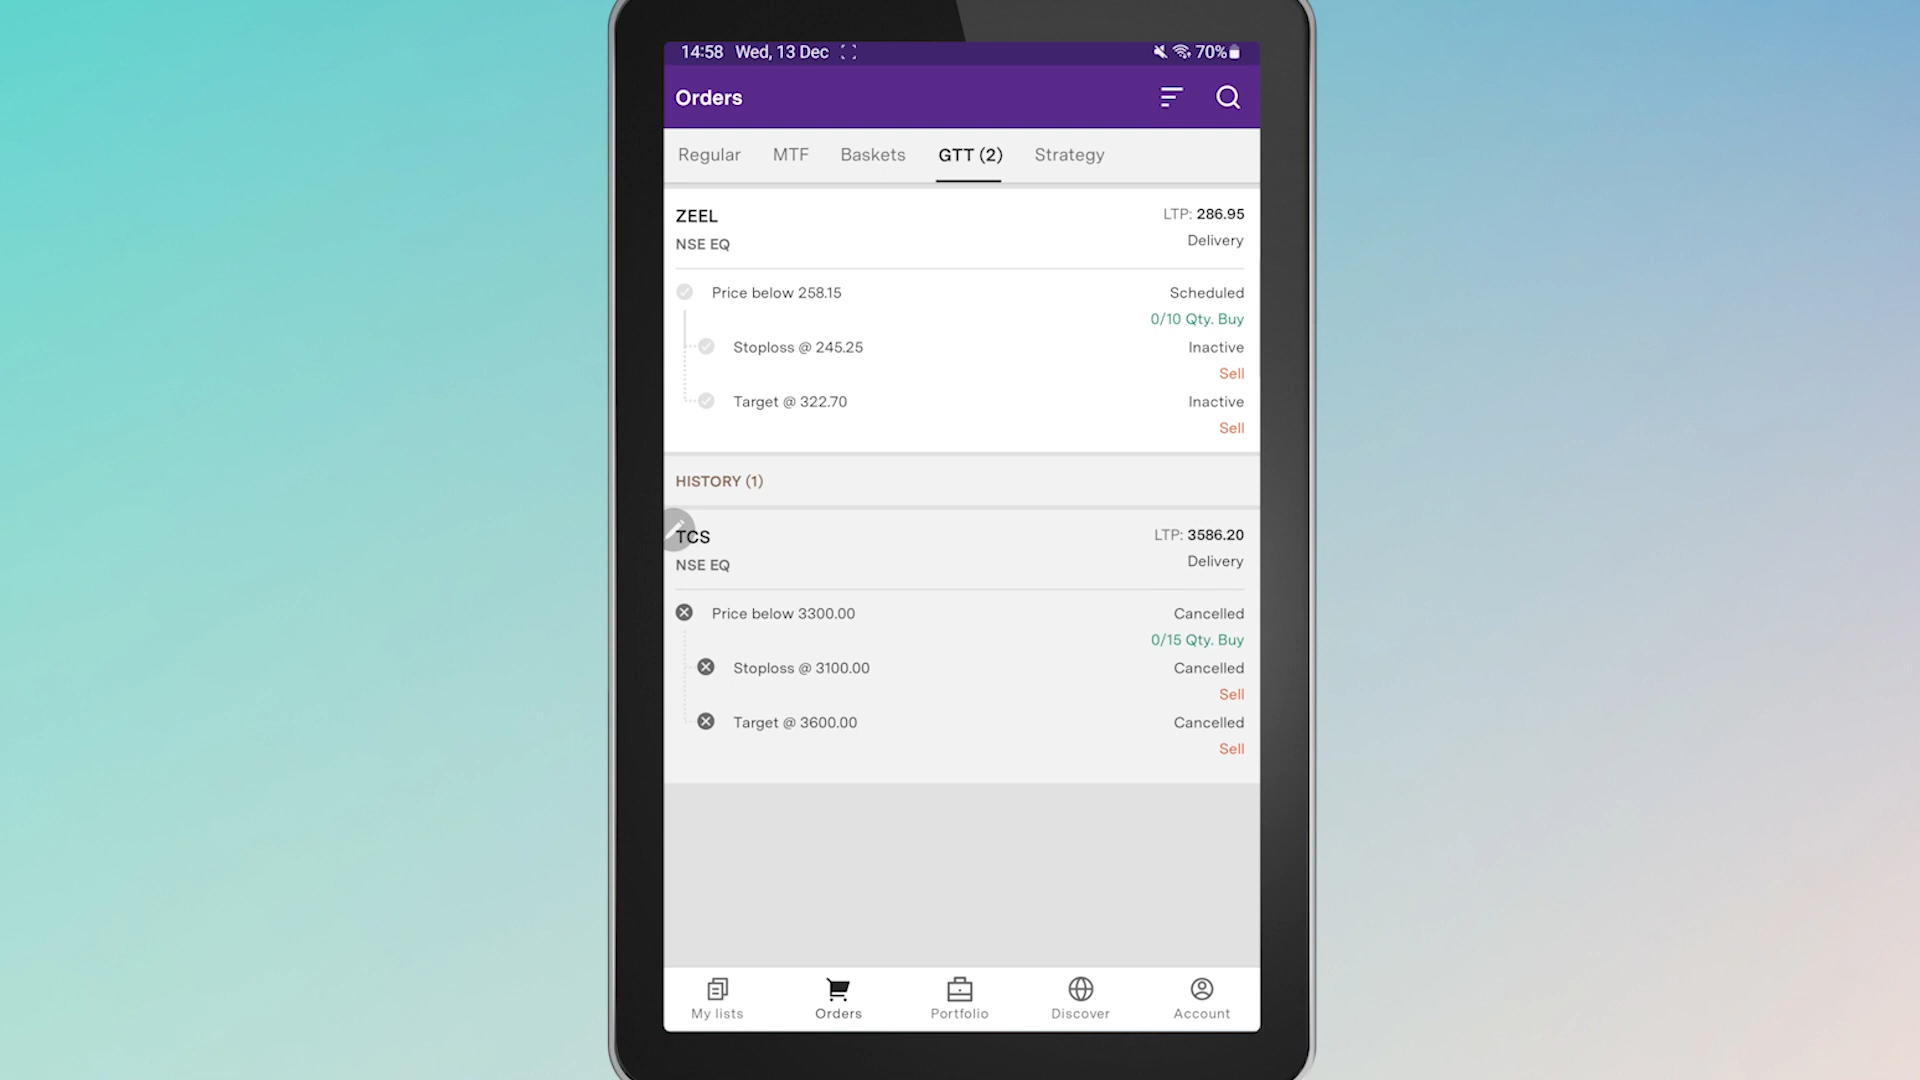 14:58 Wed, 13 Dec 70%
Orders
Regular MTF Baskets GTT (2) Strategy
ZEEL LTP: 286.95
NSE EQ Delivery
Price below 258.15 Scheduled
0/10 Qty. Buy
Stoploss @ 245.25 Inactive
Sell
Target @ 322.70 Inactive
Sell
HISTORY (1)
TCS LTP: 3586.20
NSE EQ Delivery
Price below 3300.00 Cancelled
0/15 Qty. Buy
Stoploss @ 3100.00 Cancelled
Sell
Target @ 3600.00 Cancelled
Sell
My lists Orders Portfolio Discover Account